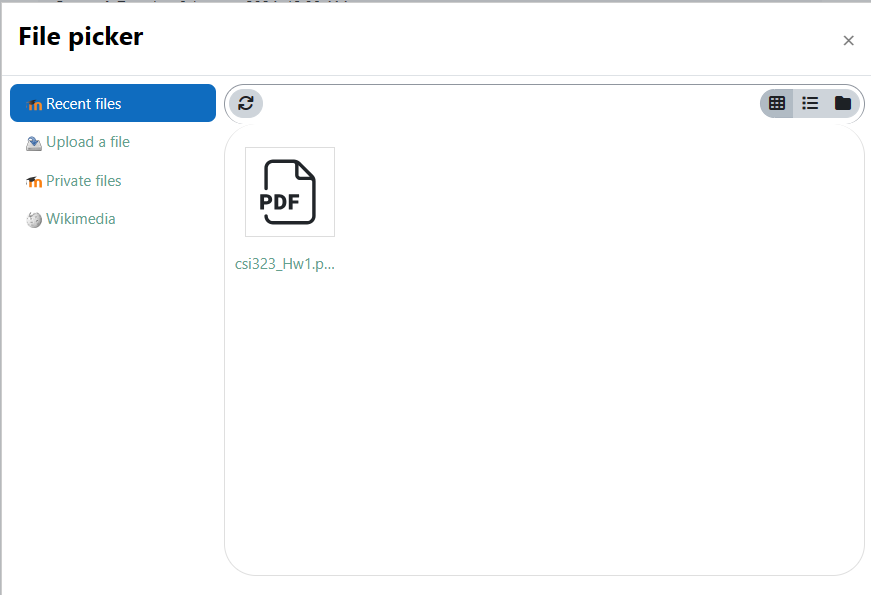 File picker
×
Recent files
Upload a file
Private files
Wikimedia
PDF
csi323_Hw1.p...